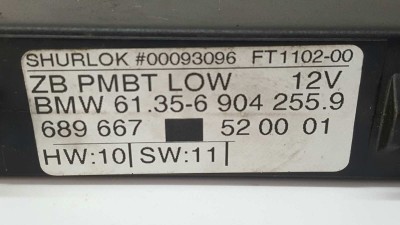 SHURLOK #00093096 FT1102-00
ZB PMBT LOW 12V
BMW 61.35-6 904 255.9
689 667 52 00 01
HW:10 SW:11